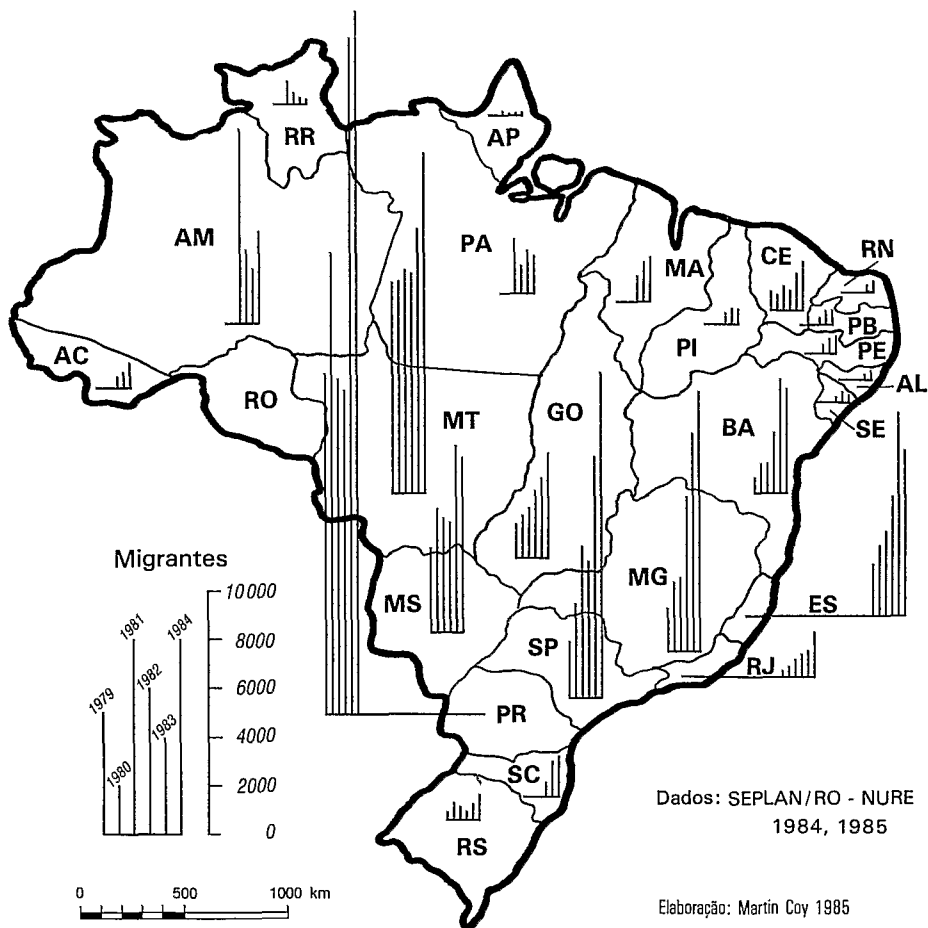 RR
AP
AM
PA
MA
CE
RN
PB
PI
PE
AC
AL
RO
MT
GO
BA
SE
Migrantes
MG
MS
ES
SP
RJ
PR
SC
RS
1979
1980
1981
1982
1983
1984
10000
8000
6000
4000
2000
0
Dados: SEPLAN/RO - NURE
1984, 1985
0 500 1000 km
Elaboração: Martin Coy 1985